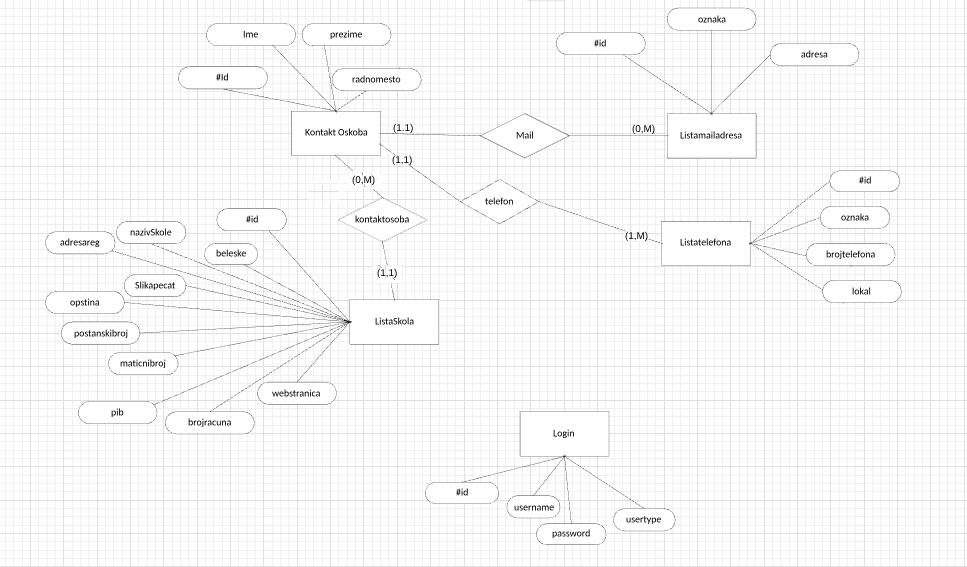 oznaka
Ime
prezime
#id
adresa
#Id
radnomesto
Kontakt Oskoba
(1.1)
Mail
(0,M)
Listamailadresa
(1,1)
(0,M)
#id
telefon
oznaka
#id
kontaktosoba
nazivSkole
adresareg
(1,M)
Listatelefona
beleske
brojtelefona
(1,1)
Slikapecat
lokal
opstina
ListaSkola
postanskibroj
maticnibroj
webstranica
pib
brojracuna
Login
#id
username
usertype
password